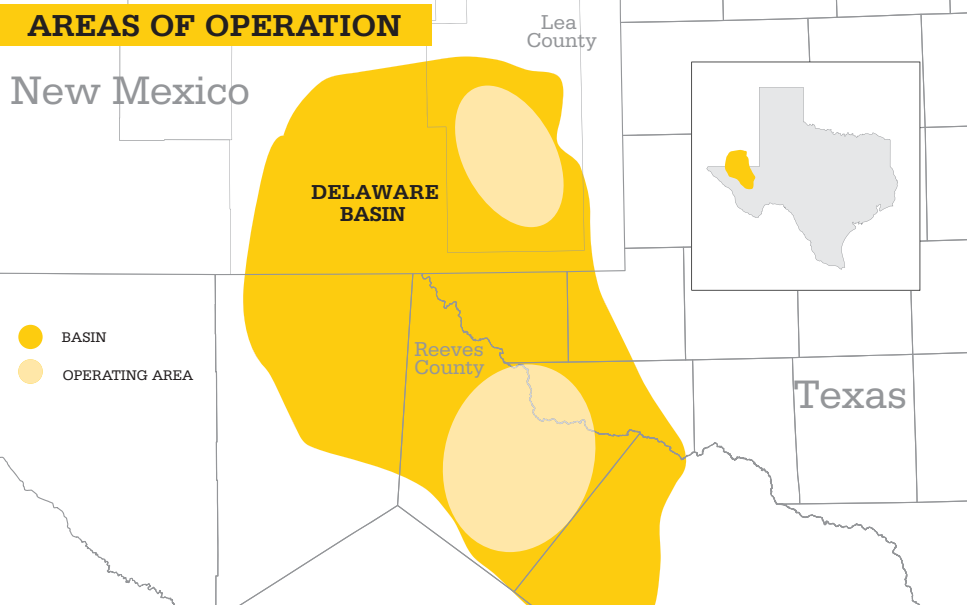 AREAS OF OPERATION
Lea
County
New Mexico
DELAWARE
BASIN
BASIN
OPERATING AREA
Reeves
County
Texas